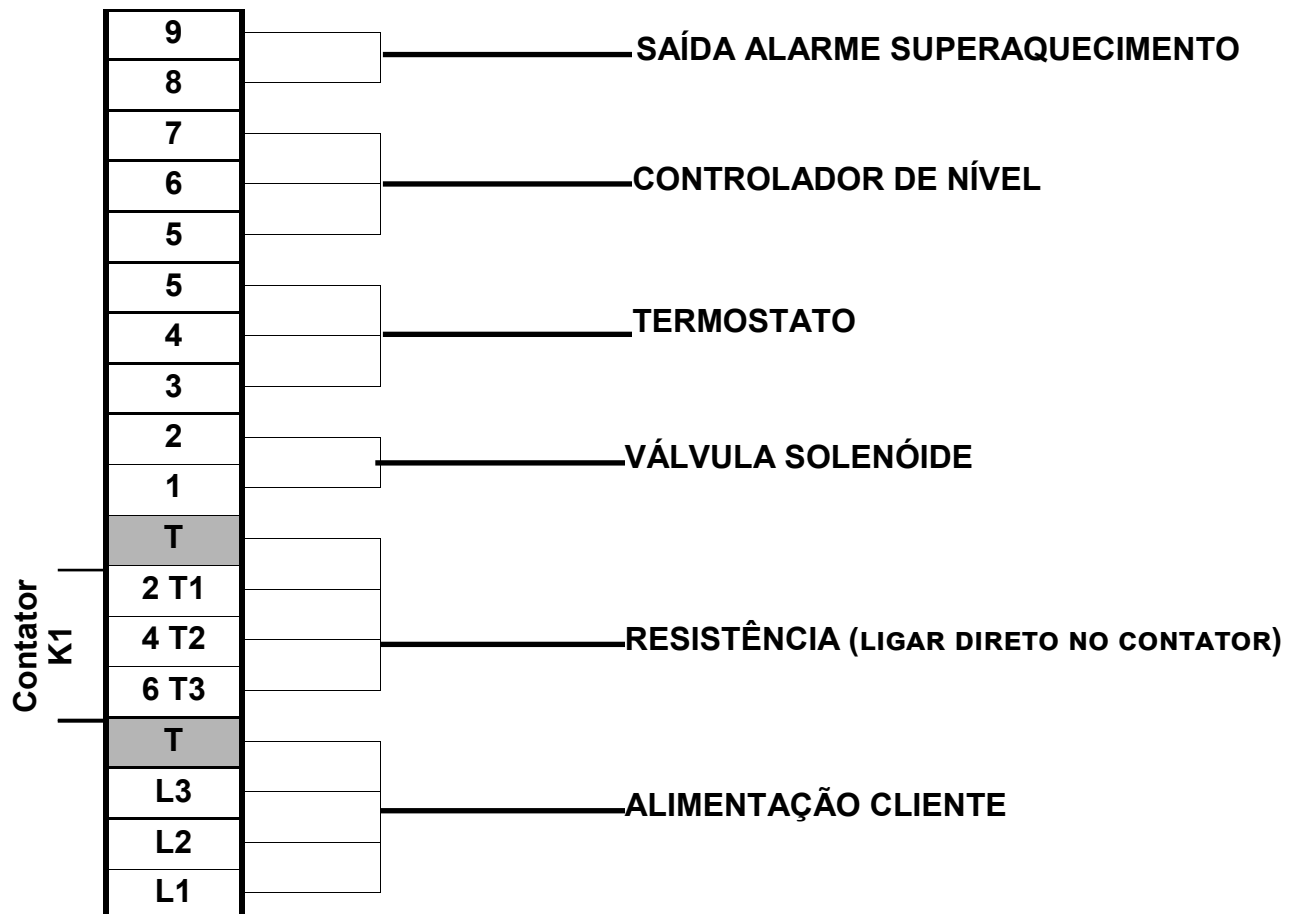 9
8
SAÍDA ALARME SUPERAQUECIMENTO
7
6
5
CONTROLADOR DE NÍVEL
5
4
3
TERMOSTATO
2
1
VÁLVULA SOLENÓIDE
T
Contator
K1
2 T1
4 T2
6 T3
RESISTÊNCIA (LIGAR DIRETO NO CONTATOR)
T
L3
L2
L1
ALIMENTAÇÃO CLIENTE